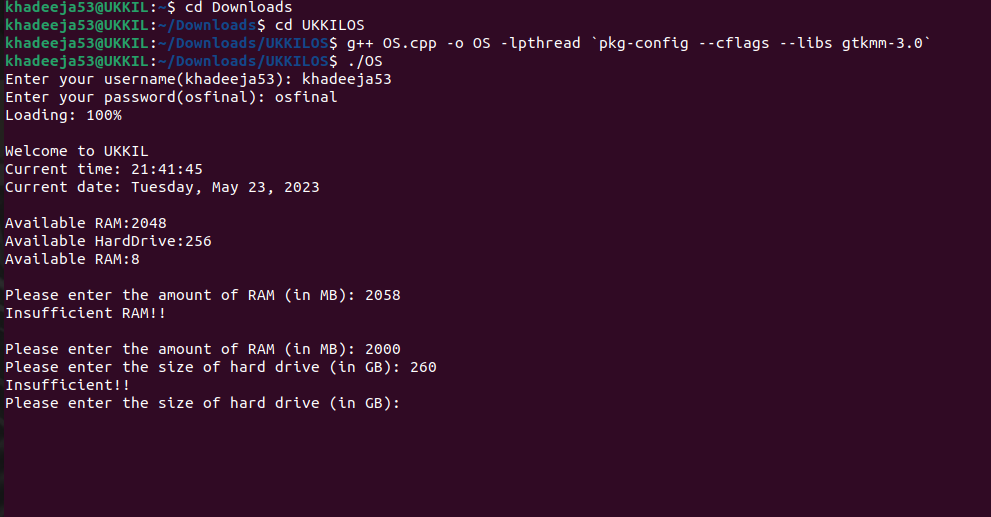 khadeeja53@UKKIL:~$ cd Downloads
khadeeja53@UKKIL:~/Downloads$ cd UKKILOS
khadeeja53@UKKIL:~/Downloads/UKKILOS$ g++ OS.cpp -o OS -lpthread `pkg-config --cflags --libs gtkmm-3.0`
khadeeja53@UKKIL:~/Downloads/UKKILOS$ ./OS
Enter your username(khadeeja53): khadeeja53
Enter your password(osfinal): osfinal
Loading: 100%
Welcome to UKKIL
Current time: 21:41:45
Current date: Tuesday, May 23, 2023
Available RAM:2048
Available HardDrive:256
Available RAM:8
Please enter the amount of RAM (in MB): 2058
Insufficient RAM!!
Please enter the amount of RAM (in MB): 2000
Please enter the size of hard drive (in GB): 260
Insufficient!!
Please enter the size of hard drive (in GB):